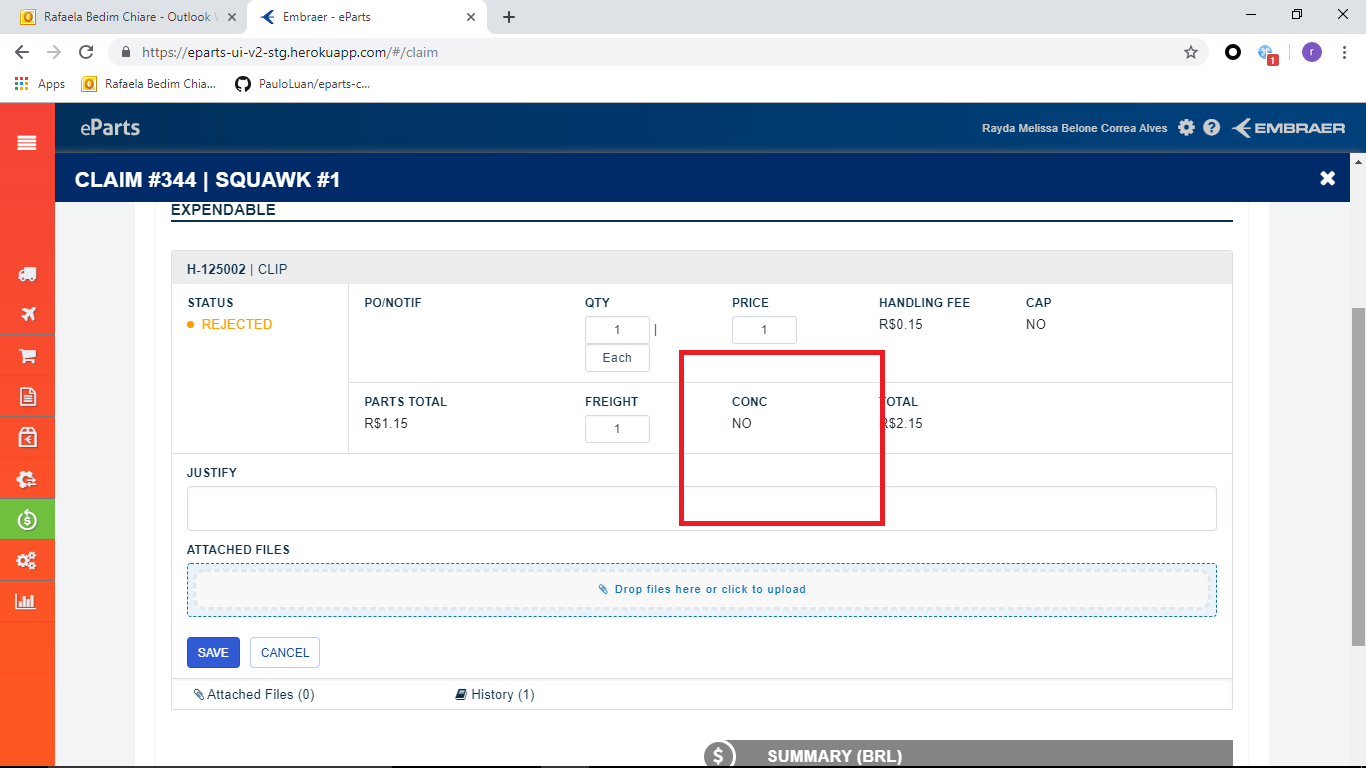 Rafaela Bedim Chiare - Outlook
Embraer - eParts
https://eparts-ui-v2-stg.herokuapp.com/#/claim
r
1
Apps
Rafaela Bedim Chia...
PauloLuan/eparts-c...
eParts
Rayda Melissa Belone Correa Alves
EMBRAER
CLAIM #344 | SQUAWK #1
EXPENDABLE
H-125002 | CLIP
STATUS PO/NOTIF QTY PRICE HANDLING FEE CAP
REJECTED 1 | 1 R$0.15 NO
Each
PARTS TOTAL FREIGHT CONC TOTAL
R$1.15 1 NO R$2.15
JUSTIFY
ATTACHED FILES
Drop files here or click to upload
SAVE CANCEL
Attached Files (0) History (1)
$ SUMMARY (BRL)